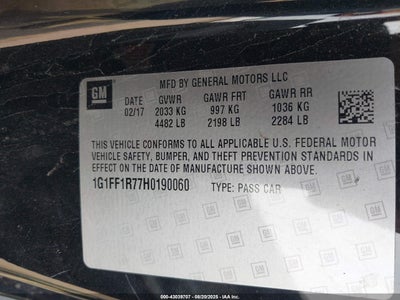 GM
MFD BY GENERAL MOTORS LLC
DATE GVWR GAWR FRT GAWR RR
02/17 2033 KG 997 KG 1036 KG
4482 LB 2198 LB 2284 LB
THIS VEHICLE CONFORMS TO ALL APPLICABLE U.S. FEDERAL MOTOR
VEHICLE SAFETY, BUMPER, AND THEFT PREVENTION STANDARDS IN
EFFECT ON THE DATE OF MANUFACTURE SHOWN ABOVE.
1G1FF1R77H0190060 TYPE: PASS CAR
000-43039707 - 08/20/2025 - IAA Inc.